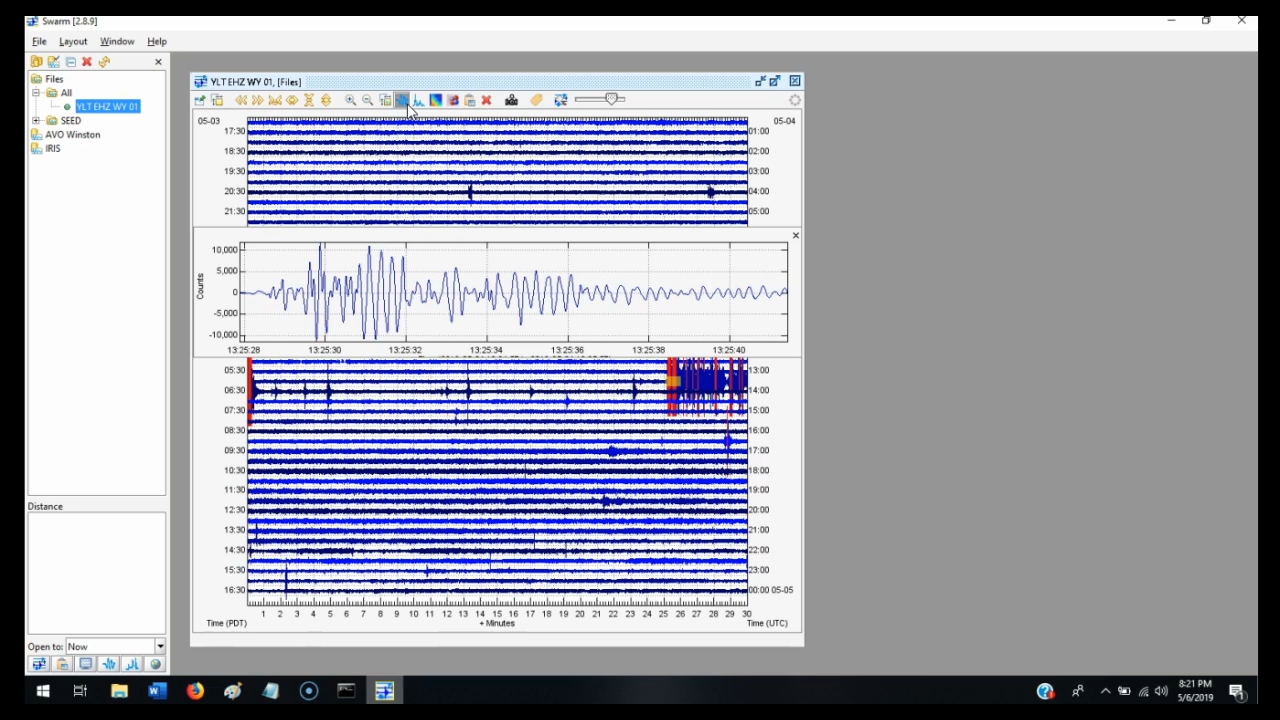 Swarm [2.8.9]
File Layout Window Help
Files
All
YLT EHZ WY 01
SEED
AVO Winston
IRIS
Distance
Open to: Now
YLT EHZ WY 01, [Files]
05-03 05-04
17:30 01:00
18:30 02:00
19:30 03:00
20:30 04:00
21:30 05:00
10,000
5,000
0
-5,000
-10,000
Counts
13:25:28 13:25:30 13:25:32 13:25:34 13:25:36 13:25:38 13:25:40
05:30 13:00
06:30 14:00
07:30 15:00
08:30 16:00
09:30 17:00
10:30 18:00
11:30 19:00
12:30 20:00
13:30 21:00
14:30 22:00
15:30 23:00
16:30 00:00 05-05
1 2 3 4 5 6 7 8 9 10 11 12 13 14 15 16 17 18 19 20 21 22 23 24 25 26 27 28 29 30
Time (PDT) + Minutes Time (UTC)
8:21 PM
5/6/2019